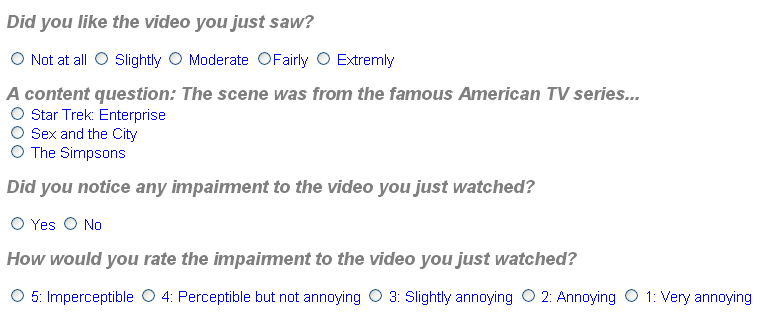 Did you like the video you just saw?
Not at all Slightly Moderate Fairly Extremly
A content question: The scene was from the famous American TV series...
Star Trek: Enterprise
Sex and the City
The Simpsons
Did you notice any impairment to the video you just watched?
Yes No
How would you rate the impairment to the video you just watched?
5: Imperceptible 4: Perceptible but not annoying 3: Slightly annoying 2: Annoying 1: Very annoying